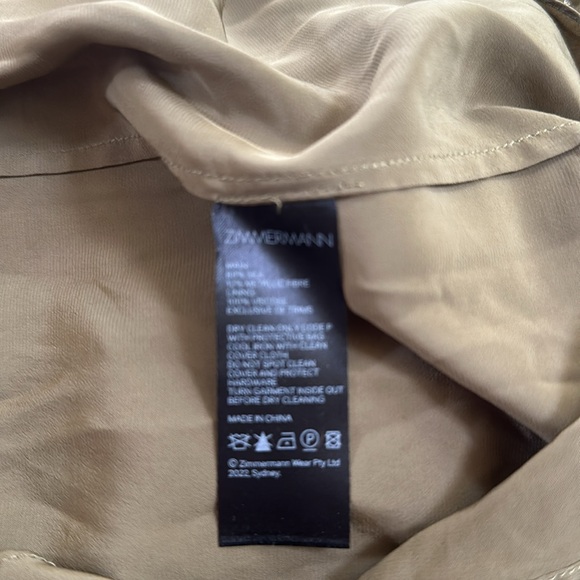 ZIMMERMANN
METALLIC FIBRE
LINING
100% VISCOSE
EXCLUSIVE OF TRIMS
DRY CLEAN ONLY CODE P
WITH PROTECTIVE BAG
COOL IRON WITH CLEAN
COVER CLOTH
DO NOT SPOT CLEAN
COVER AND PROTECT
HARDWARE
TURN GARMENT INSIDE OUT
BEFORE DRY CLEANING
MADE IN CHINA
P
© Zimmermann Wear Pty Ltd
2022, Sydney.